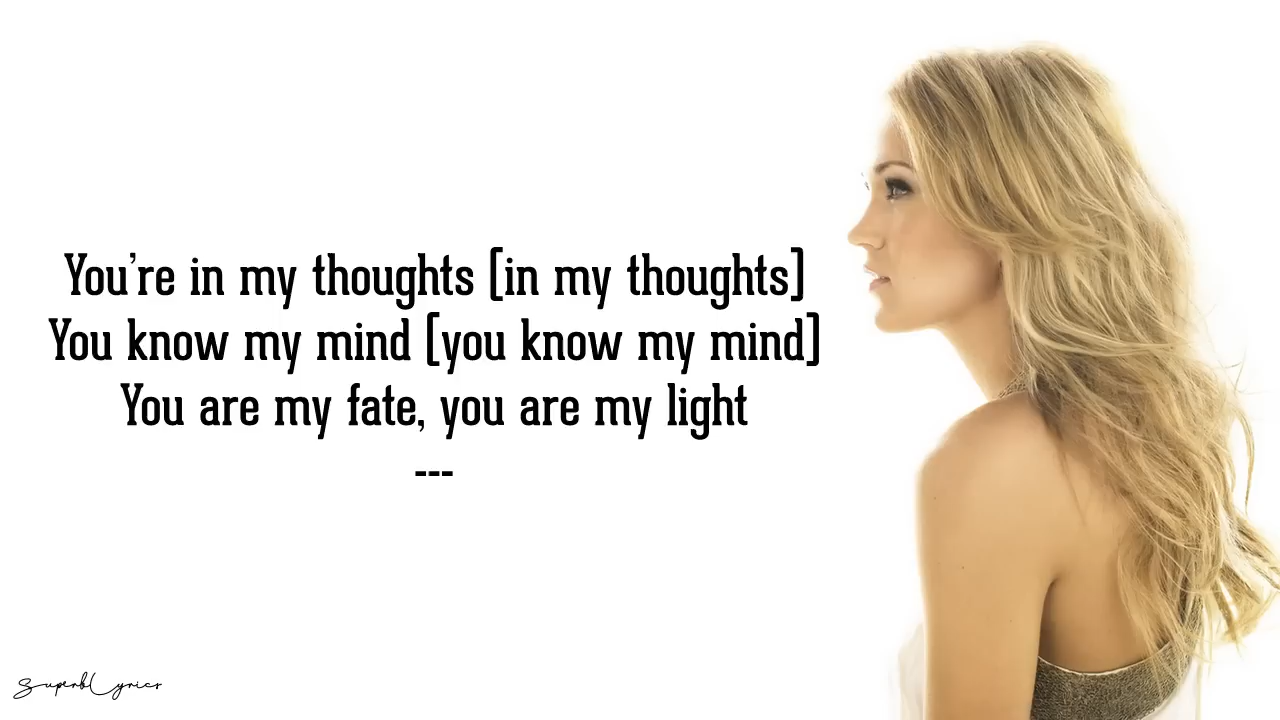 You’re in my thoughts [in my thoughts]
You know my mind [you know my mind]
You are my fate, you are my light
---
SuperbLyrics